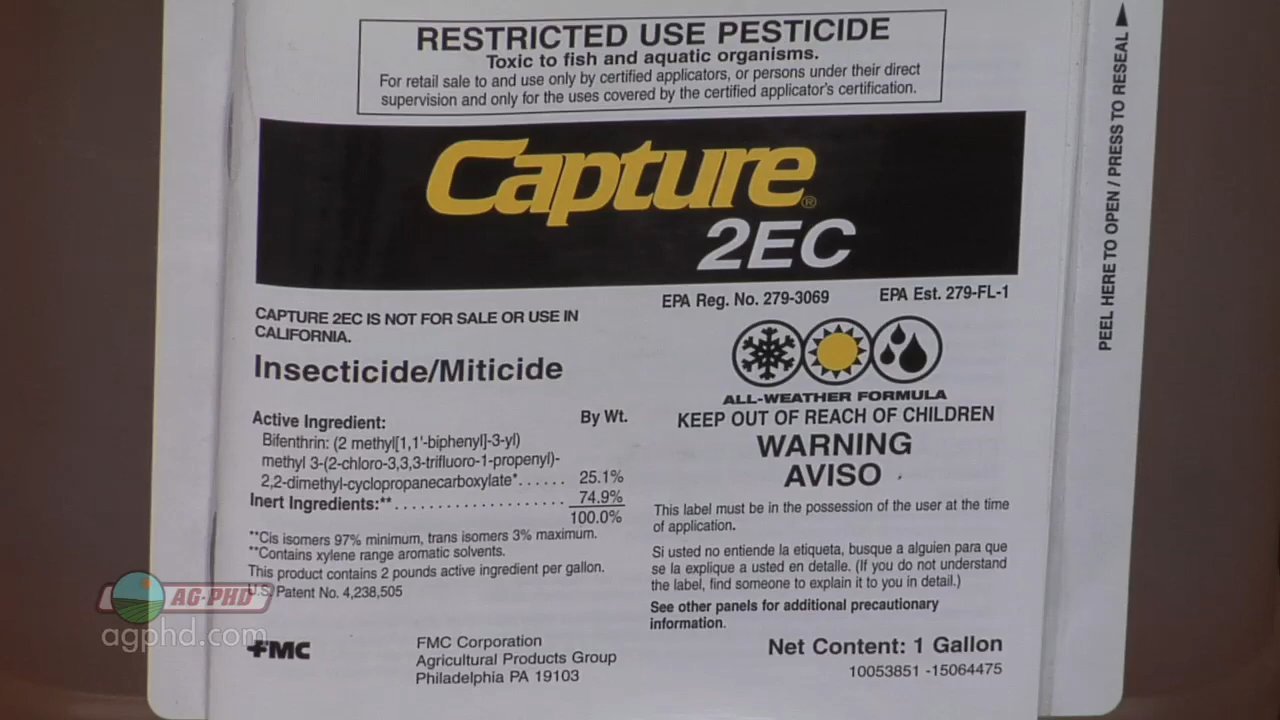 RESTRICTED USE PESTICIDE
Toxic to fish and aquatic organisms.
For retail sale to and use only by certified applicators, or persons under their direct
supervision and only for the uses covered by the certified applicator's certification.
Capture®
2EC
EPA Reg. No. 279-3069 EPA Est. 279-FL-1
CAPTURE 2EC IS NOT FOR SALE OR USE IN
CALIFORNIA.
Insecticide/Miticide
Active Ingredient: By Wt.
Bifenthrin: (2 methyl[1,1'-biphenyl]-3-yl)
methyl 3-(2-chloro-3,3,3-trifluoro-1-propenyl)-
2,2-dimethyl-cyclopropanecarboxylate*...... 25.1%
Inert Ingredients:**.................... 74.9%
100.0%
**Cis isomers 97% minimum, trans isomers 3% maximum.
**Contains xylene range aromatic solvents.
This product contains 2 pounds active ingredient per gallon.
U.S. Patent No. 4,238,505
FMC
FMC Corporation
Agricultural Products Group
Philadelphia PA 19103
ALL-WEATHER FORMULA
KEEP OUT OF REACH OF CHILDREN
WARNING
AVISO
This label must be in the possession of the user at the time
of application.
Si usted no entiende la etiqueta, busque a alguien para que
se la explique a usted en detalle. (If you do not understand
the label, find someone to explain it to you in detail.)
See other panels for additional precautionary
information.
Net Content: 1 Gallon
10053851 -15064475
PEEL HERE TO OPEN / PRESS TO RESEAL
AG-PHD
agphd.com